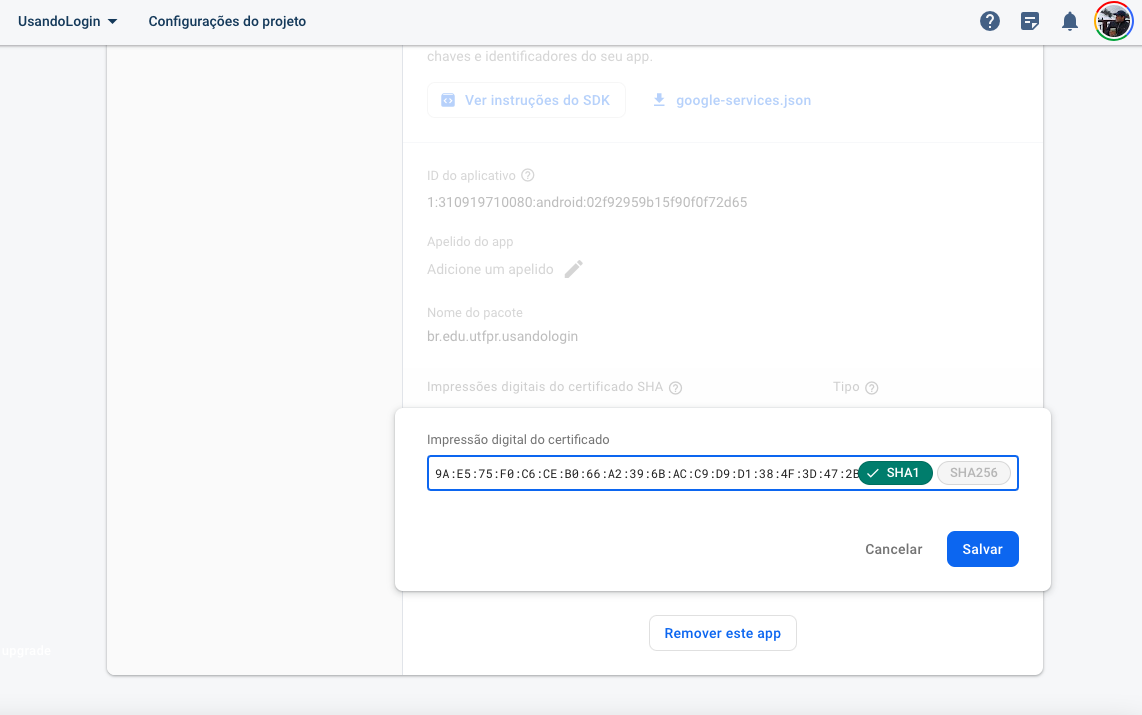 UsandoLogin
Configurações do projeto
chaves e identificadores do seu app.
Ver instruções do SDK
google-services.json
ID do aplicativo
1:310919710080:android:02f92959b15f90f0f72d65
Apelido do app
Adicione um apelido
Nome do pacote
br.edu.utfpr.usandologin
Impressões digitais do certificado SHA
Tipo
Impressão digital do certificado
9A:E5:75:F0:C6:CE:B0:66:A2:39:6B:AC:C9:D9:D1:38:4F:3D:47:2B
SHA1
SHA256
Cancelar
Salvar
Remover este app
upgrade